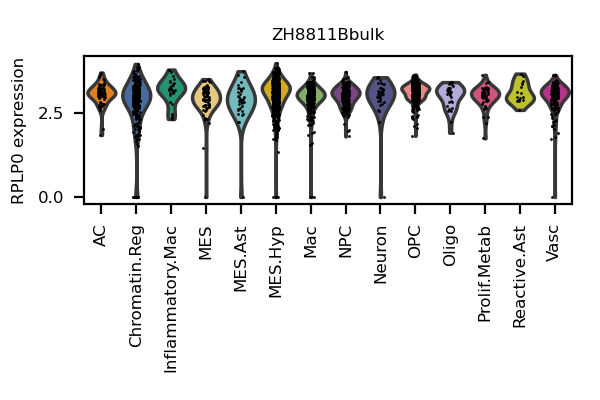 ZH8811Bbulk
RPLP0 expression
2.5
0.0
AC
Chromatin.Reg
Inflammatory.Mac
MES
MES.Ast
MES.Hyp
Mac
NPC
Neuron
OPC
Oligo
Prolif.Metab
Reactive.Ast
Vasc